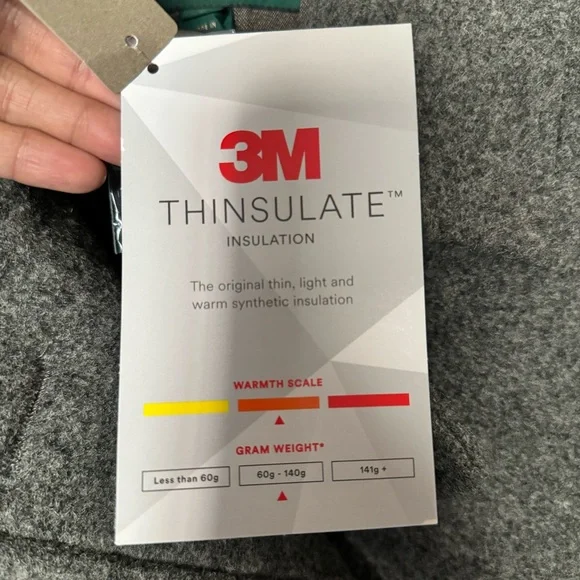 3M
THINSULATE™
INSULATION
The original thin, light and
warm synthetic insulation
WARMTH SCALE
GRAM WEIGHT*
Less than 60g 60g - 140g 141g +